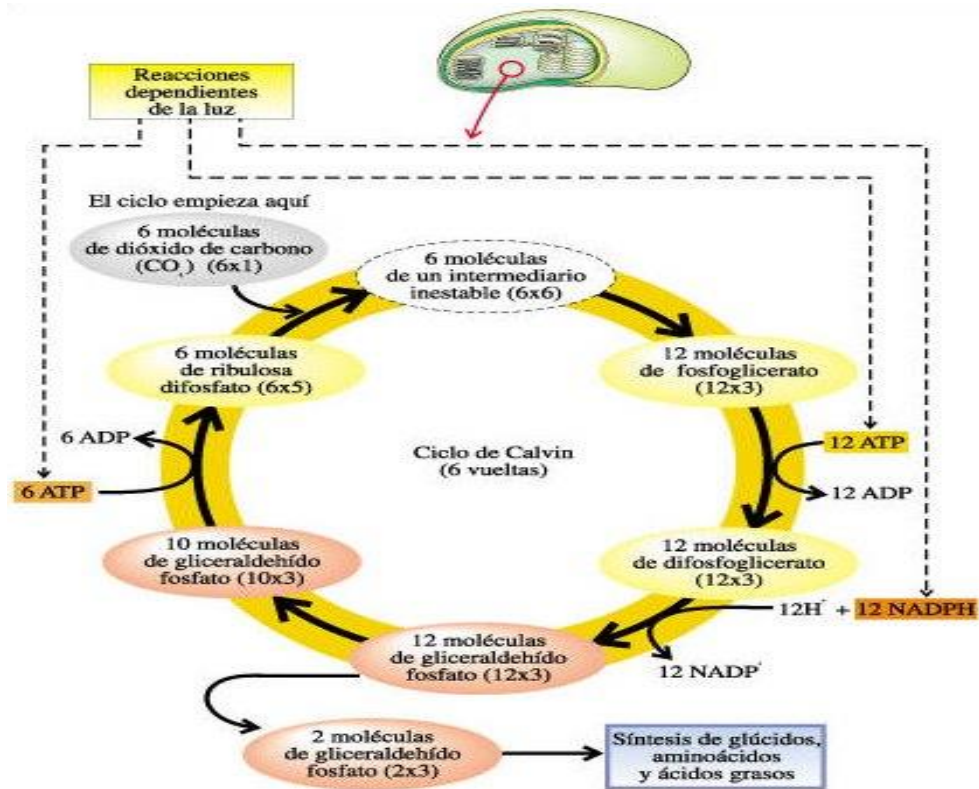 Reacciones
dependientes
de la luz
El ciclo empieza aquí
6 moléculas
de dióxido de carbono
(CO₂) (6x1)
6 moléculas
de un intermediario
inestable (6x6)
6 moléculas
de ribulosa
difosfato (6x5)
12 moléculas
de fosfoglicerato
(12x3)
6 ADP
6 ATP
Ciclo de Calvin
(6 vueltas)
12 ATP
12 ADP
10 moléculas
de gliceraldehído
fosfato (10x3)
12 moléculas
de difosfoglicerato
(12x3)
12H⁺ + 12 NADPH
12 NADP⁺
12 moléculas
de gliceraldehído
fosfato (12x3)
2 moléculas
de gliceraldehído
fosfato (2x3)
Síntesis de glúcidos,
aminoácidos
y ácidos grasos